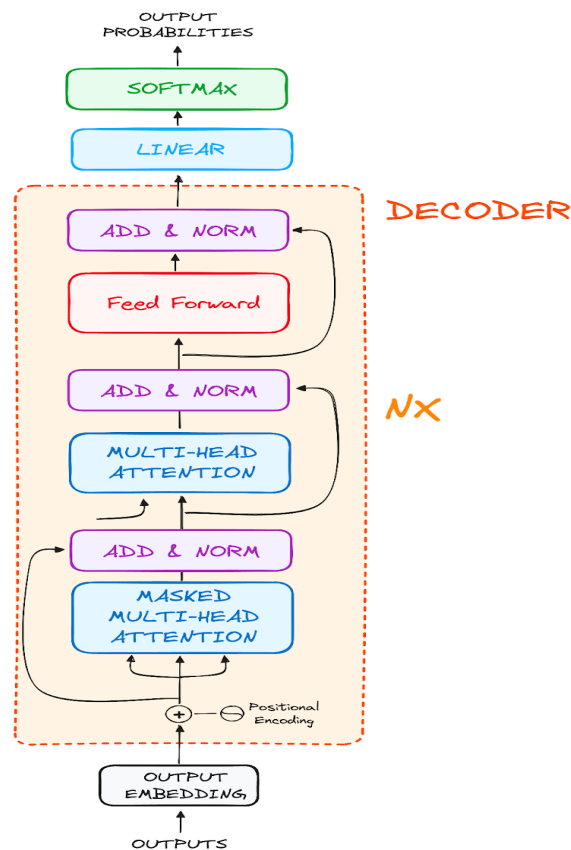 OUTPUT
PROBABILITIES
SOFTMAX
LINEAR
DECODER
ADD & NORM
Feed Forward
ADD & NORM
NX
MULTI-HEAD
ATTENTION
ADD & NORM
MASKED
MULTI-HEAD
ATTENTION
Positional
Encoding
OUTPUT
EMBEDDING
OUTPUTS